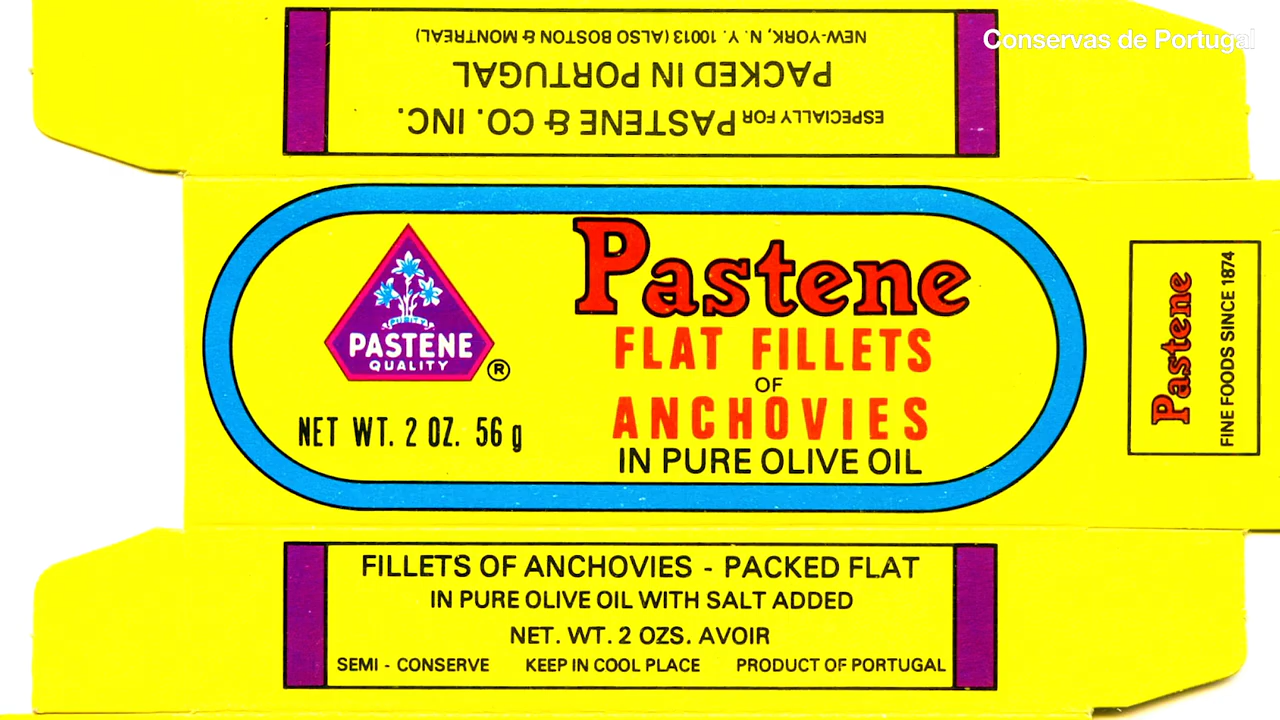 Conservas de Portugal
NEW-YORK, N. Y. 10013 (ALSO BOSTON & MONTREAL)
PACKED IN PORTUGAL
ESPECIALLY FOR PASTENE & CO. INC.
PURITY
PASTENE
QUALITY
®
NET WT. 2 OZ. 56 g
Pastene
FLAT FILLETS
OF
ANCHOVIES
IN PURE OLIVE OIL
Pastene
FINE FOODS SINCE 1874
FILLETS OF ANCHOVIES - PACKED FLAT
IN PURE OLIVE OIL WITH SALT ADDED
NET. WT. 2 OZS. AVOIR
SEMI - CONSERVE KEEP IN COOL PLACE PRODUCT OF PORTUGAL